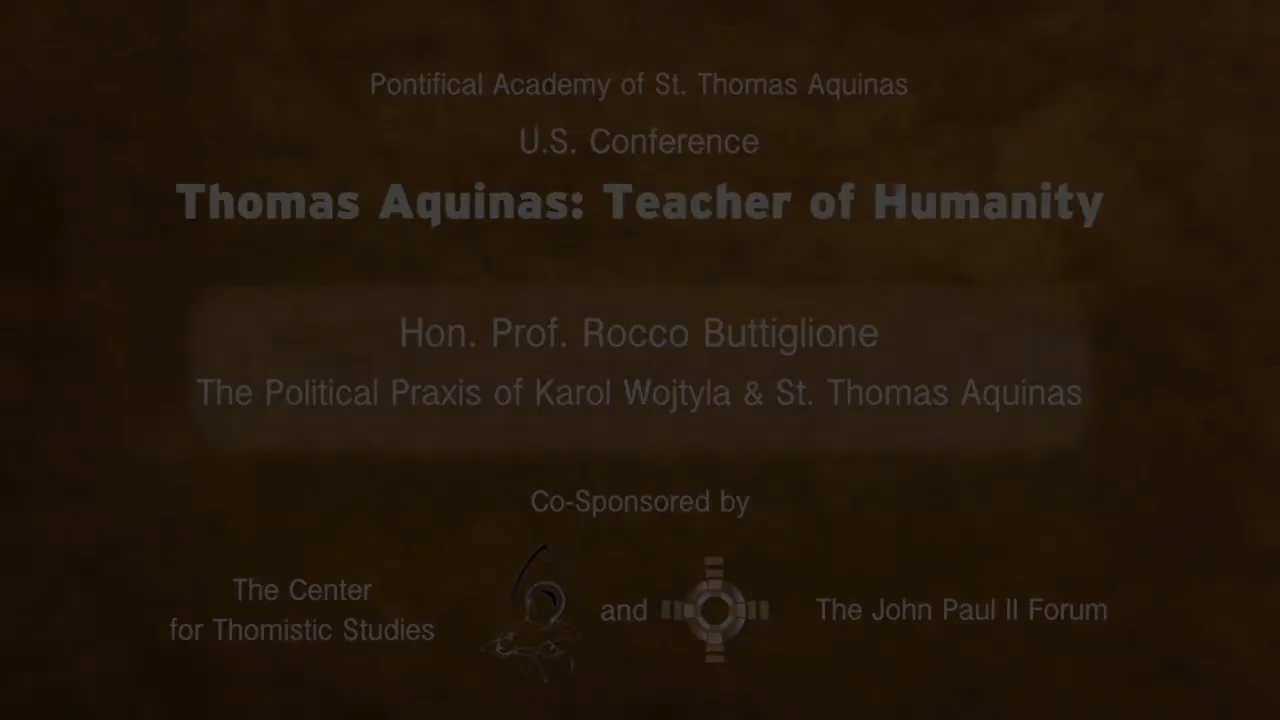 Pontifical Academy of St. Thomas Aquinas
U.S. Conference
Thomas Aquinas: Teacher of Humanity
Hon. Prof. Rocco Buttiglione
The Political Praxis of Karol Wojtyla & St. Thomas Aquinas
Co-Sponsored by
The Center
for Thomistic Studies
and
The John Paul II Forum